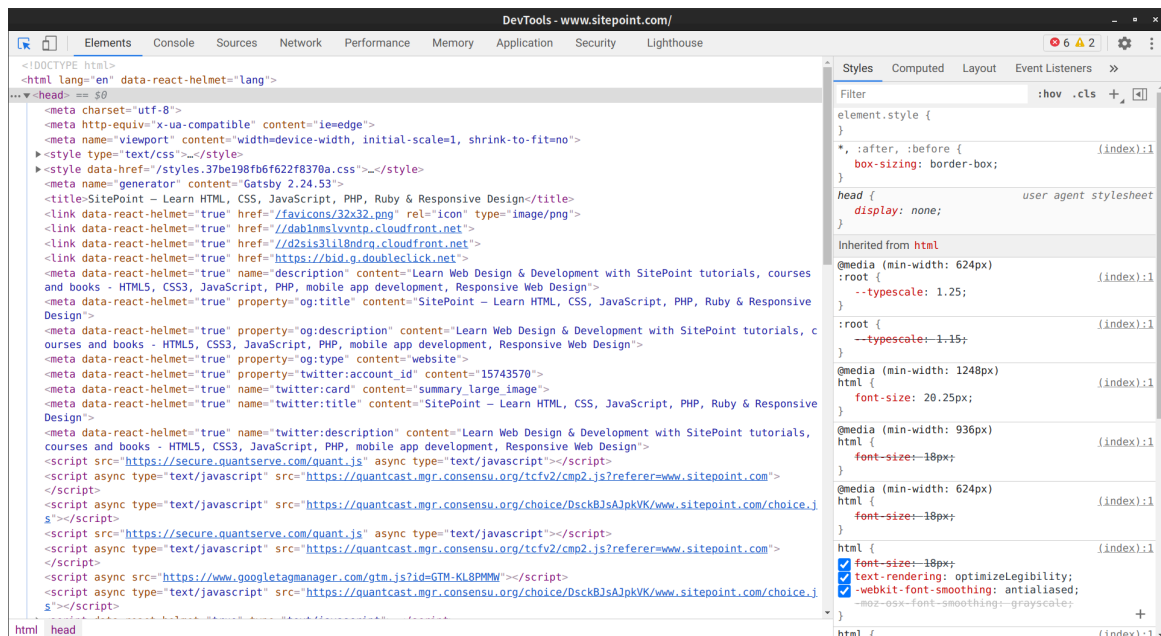 DevTools - www.sitepoint.com/
Elements Console Sources Network Performance Memory Application Security Lighthouse 6 2
<!DOCTYPE html>
<html lang="en" data-react-helmet="lang">
<head> == $0
<meta charset="utf-8">
<meta http-equiv="x-ua-compatible" content="ie=edge">
<meta name="viewport" content="width=device-width, initial-scale=1, shrink-to-fit=no">
<style type="text/css">…</style>
<style data-href="/styles.37be198fb6f622f8370a.css">…</style>
<meta name="generator" content="Gatsby 2.24.53">
<title>SitePoint – Learn HTML, CSS, JavaScript, PHP, Ruby & Responsive Design</title>
<link data-react-helmet="true" href="/favicons/32x32.png" rel="icon" type="image/png">
<link data-react-helmet="true" href="//dab1nmslvvntp.cloudfront.net">
<link data-react-helmet="true" href="//d2sis3lil8ndrq.cloudfront.net">
<link data-react-helmet="true" href="https://bid.g.doubleclick.net">
<meta data-react-helmet="true" name="description" content="Learn Web Design & Development with SitePoint tutorials, courses
and books - HTML5, CSS3, JavaScript, PHP, mobile app development, Responsive Web Design">
<meta data-react-helmet="true" property="og:title" content="SitePoint – Learn HTML, CSS, JavaScript, PHP, Ruby & Responsive
Design">
<meta data-react-helmet="true" property="og:description" content="Learn Web Design & Development with SitePoint tutorials, c
ourses and books - HTML5, CSS3, JavaScript, PHP, mobile app development, Responsive Web Design">
<meta data-react-helmet="true" property="og:type" content="website">
<meta data-react-helmet="true" property="twitter:account_id" content="15743570">
<meta data-react-helmet="true" name="twitter:card" content="summary_large_image">
<meta data-react-helmet="true" name="twitter:title" content="SitePoint – Learn HTML, CSS, JavaScript, PHP, Ruby & Responsive
Design">
<meta data-react-helmet="true" name="twitter:description" content="Learn Web Design & Development with SitePoint tutorials,
courses and books - HTML5, CSS3, JavaScript, PHP, mobile app development, Responsive Web Design">
<script src="https://secure.quantserve.com/quant.js" async type="text/javascript"></script>
<script async type="text/javascript" src="https://quantcast.mgr.consensu.org/tcfv2/cmp2.js?referer=www.sitepoint.com">
</script>
<script async type="text/javascript" src="https://quantcast.mgr.consensu.org/choice/DsckBJsAJpkVK/www.sitepoint.com/choice.j
s"></script>
<script src="https://secure.quantserve.com/quant.js" async type="text/javascript"></script>
<script async type="text/javascript" src="https://quantcast.mgr.consensu.org/tcfv2/cmp2.js?referer=www.sitepoint.com">
</script>
<script async src="https://www.googletagmanager.com/gtm.js?id=GTM-KL8PMMW"></script>
<script async type="text/javascript" src="https://quantcast.mgr.consensu.org/choice/DsckBJsAJpkVK/www.sitepoint.com/choice.j
s"></script>
html head
Styles Computed Layout Event Listeners
Filter :hov .cls
element.style {
}
*, :after, :before { (index):1
box-sizing: border-box;
}
head { user agent stylesheet
display: none;
}
Inherited from html
@media (min-width: 624px)
:root { (index):1
--typescale: 1.25;
}
:root { (index):1
--typescale: 1.15;
}
@media (min-width: 1248px)
html { (index):1
font-size: 20.25px;
}
@media (min-width: 936px)
html { (index):1
font-size: 18px;
}
@media (min-width: 624px)
html { (index):1
font-size: 18px;
}
html { (index):1
font-size: 18px;
text-rendering: optimizeLegibility;
-webkit-font-smoothing: antialiased;
-moz-osx-font-smoothing: grayscale;
}
html { (index):1